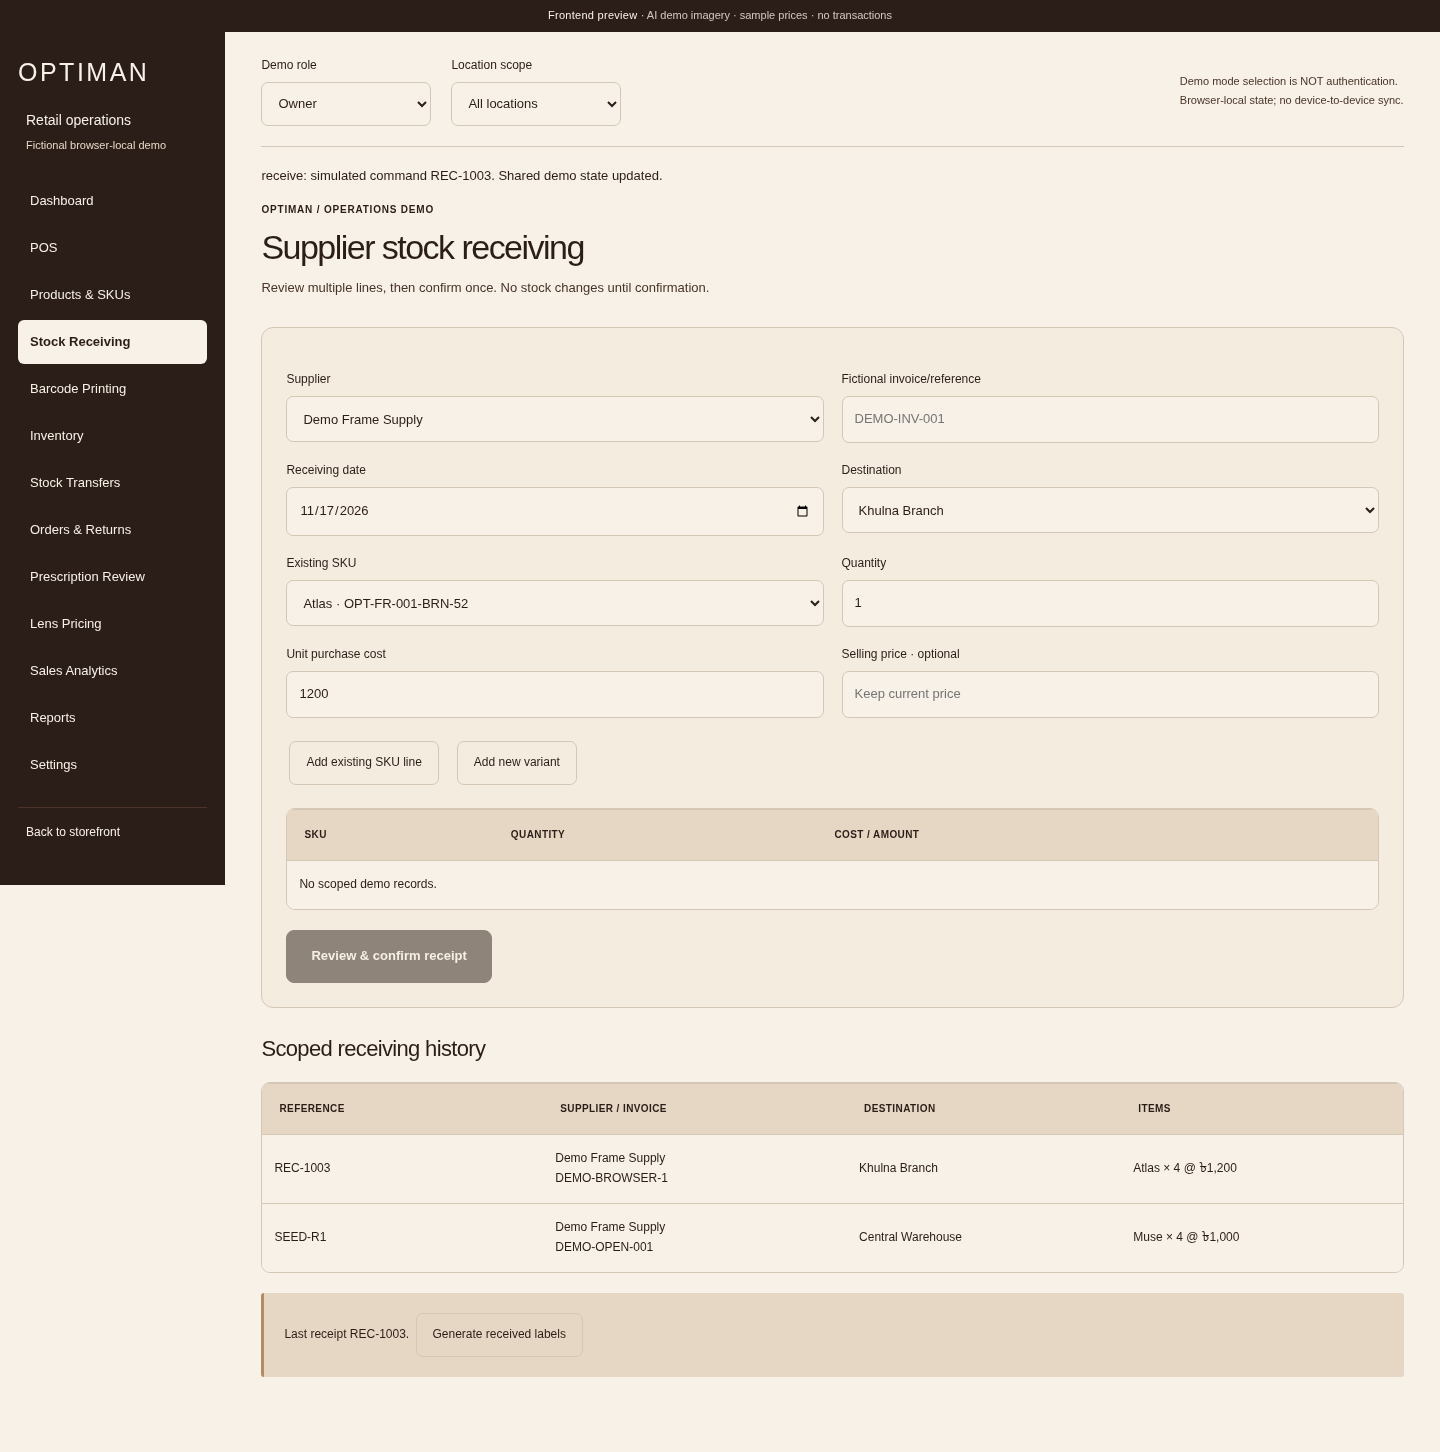 Frontend preview · AI demo imagery · sample prices · no transactions
OPTIMAN
Retail operations
Fictional browser-local demo
Dashboard
POS
Products & SKUs
Stock Receiving
Barcode Printing
Inventory
Stock Transfers
Orders & Returns
Prescription Review
Lens Pricing
Sales Analytics
Reports
Settings
Back to storefront
Demo role
Location scope
Owner
All locations
Demo mode selection is NOT authentication.
Browser-local state; no device-to-device sync.
receive: simulated command REC-1003. Shared demo state updated.
OPTIMAN / OPERATIONS DEMO
Supplier stock receiving
Review multiple lines, then confirm once. No stock changes until confirmation.
Supplier
Fictional invoice/reference
Demo Frame Supply
DEMO-INV-001
Receiving date
Destination
11/17/2026
Khulna Branch
Existing SKU
Quantity
Atlas · OPT-FR-001-BRN-52
1
Unit purchase cost
Selling price · optional
1200
Keep current price
Add existing SKU line
Add new variant
SKU QUANTITY COST / AMOUNT
No scoped demo records.
Review & confirm receipt
Scoped receiving history
REFERENCE SUPPLIER / INVOICE DESTINATION ITEMS
REC-1003
Demo Frame Supply
DEMO-BROWSER-1
Khulna Branch
Atlas × 4 @ ৳1,200
SEED-R1
Demo Frame Supply
DEMO-OPEN-001
Central Warehouse
Muse × 4 @ ৳1,000
Last receipt REC-1003.
Generate received labels